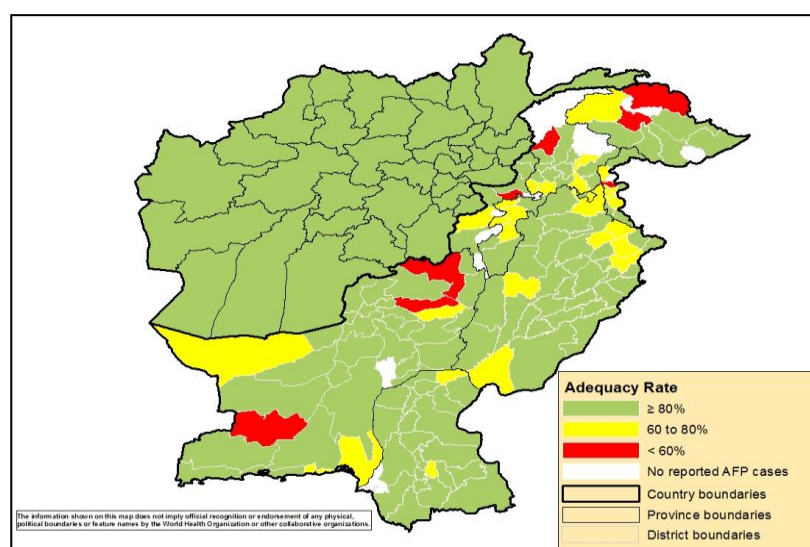 Adequacy Rate
≥ 80%
60 to 80%
< 60%
No reported AFP cases
Country boundaries
Province boundaries
District boundaries
The information shown on this map does not imply official recognition or endorsement of any physical,
political boundaries or feature names by the World Health Organization or other collaborative organizations.